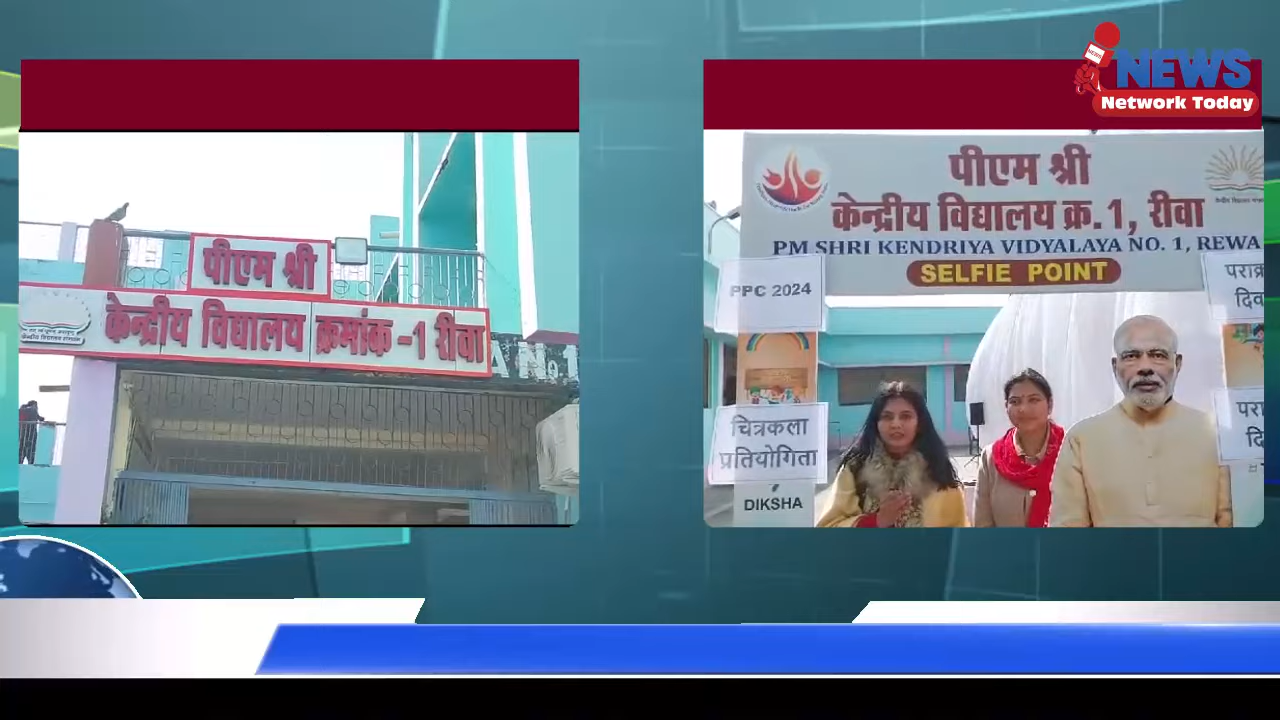 NEWS
NEWS
Network Today
पीएम श्री
केन्द्रीय विद्यालय क्रमांक-1 रीवा
पीएम श्री
केन्द्रीय विद्यालय क्र. 1, रीवा
PM SHRI KENDRIYA VIDYALAYA NO. 1, REWA
SELFIE POINT
PPC 2024
चित्रकला
प्रतियोगिता
DIKSHA